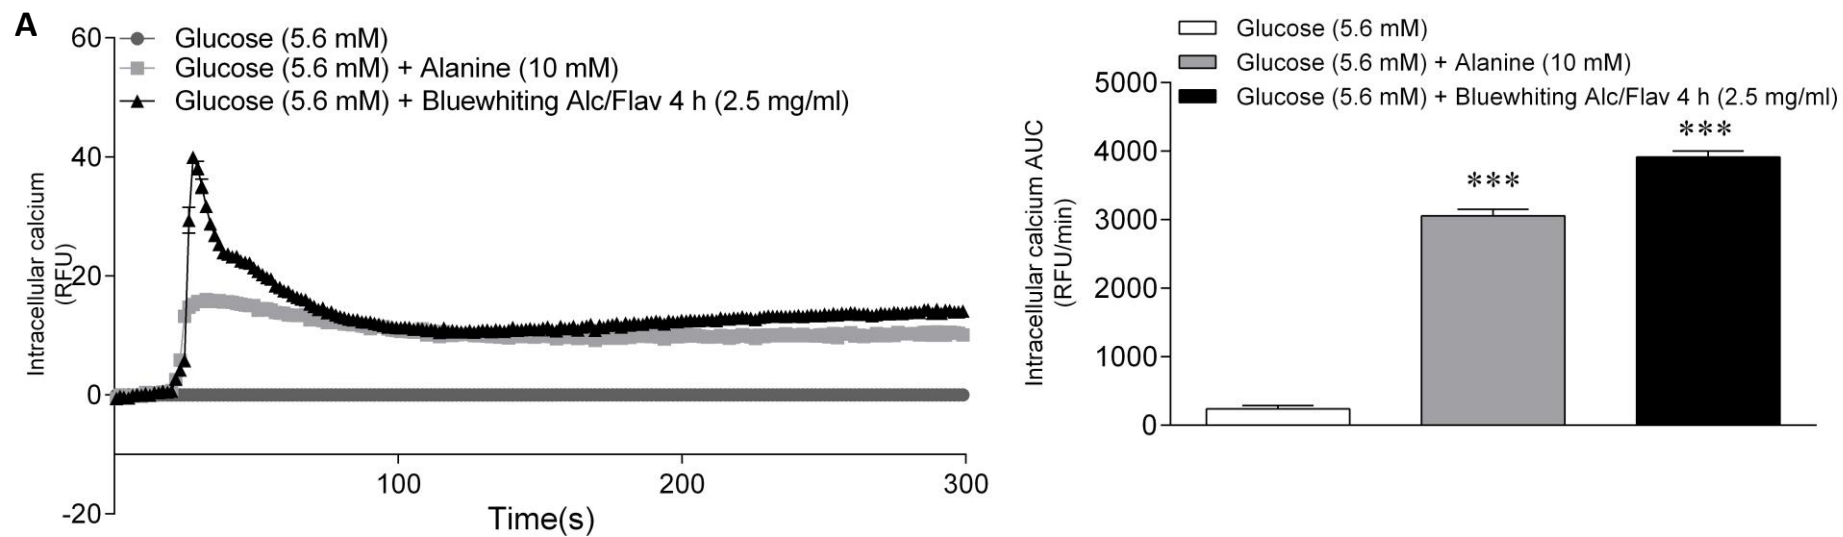 A
Glucose (5.6 mM)
Glucose (5.6 mM) + Alanine (10 mM)
Glucose (5.6 mM) + Bluewhiting Alc/Flav 4 h (2.5 mg/ml)
Intracellular calcium
(RFU)
60
40
20
0
-20
100
200
300
Time(s)
Glucose (5.6 mM)
Glucose (5.6 mM) + Alanine (10 mM)
Glucose (5.6 mM) + Bluewhiting Alc/Flav 4 h (2.5 mg/ml)
Intracellular calcium AUC
(RFU/min)
5000
4000
3000
2000
1000
0
***
***